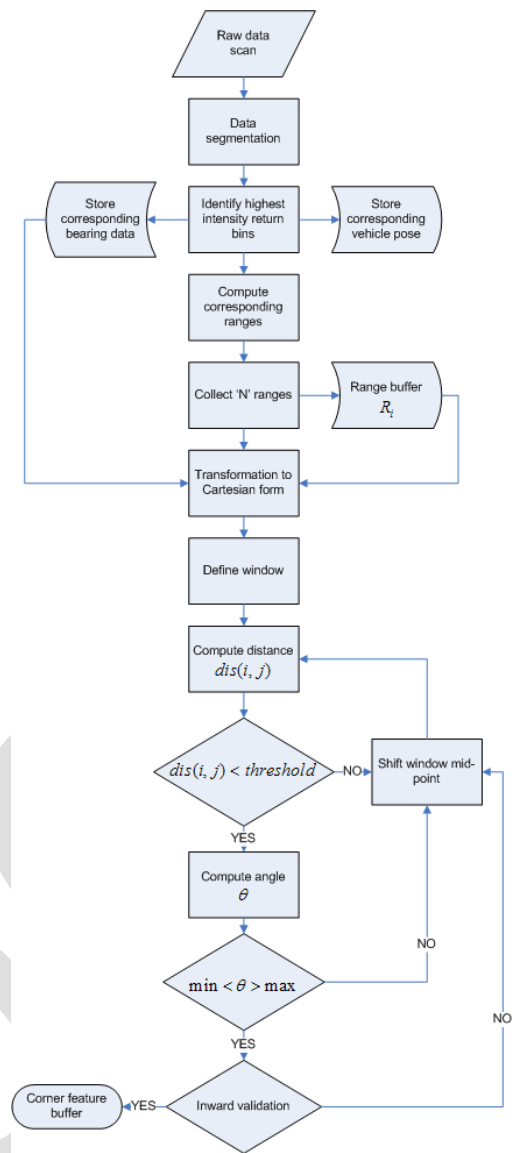 Raw data
scan
Data
segmentation
Store
corresponding
bearing data
Identify highest
intensity return
bins
Store
corresponding
vehicle pose
Compute
corresponding
ranges
Collect 'N' ranges
Range buffer
R_i
Transformation to
Cartesian form
Define window
Compute distance
dis(i, j)
dis(i, j) < threshold
NO
Shift window mid-
point
YES
Compute angle
θ
NO
min < θ > max
NO
YES
Corner feature
buffer
YES
Inward validation